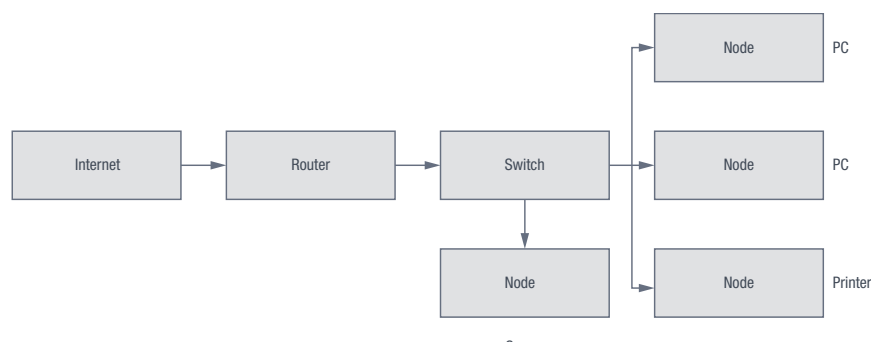 Node PC
Internet Router Switch Node PC
Node Node Printer